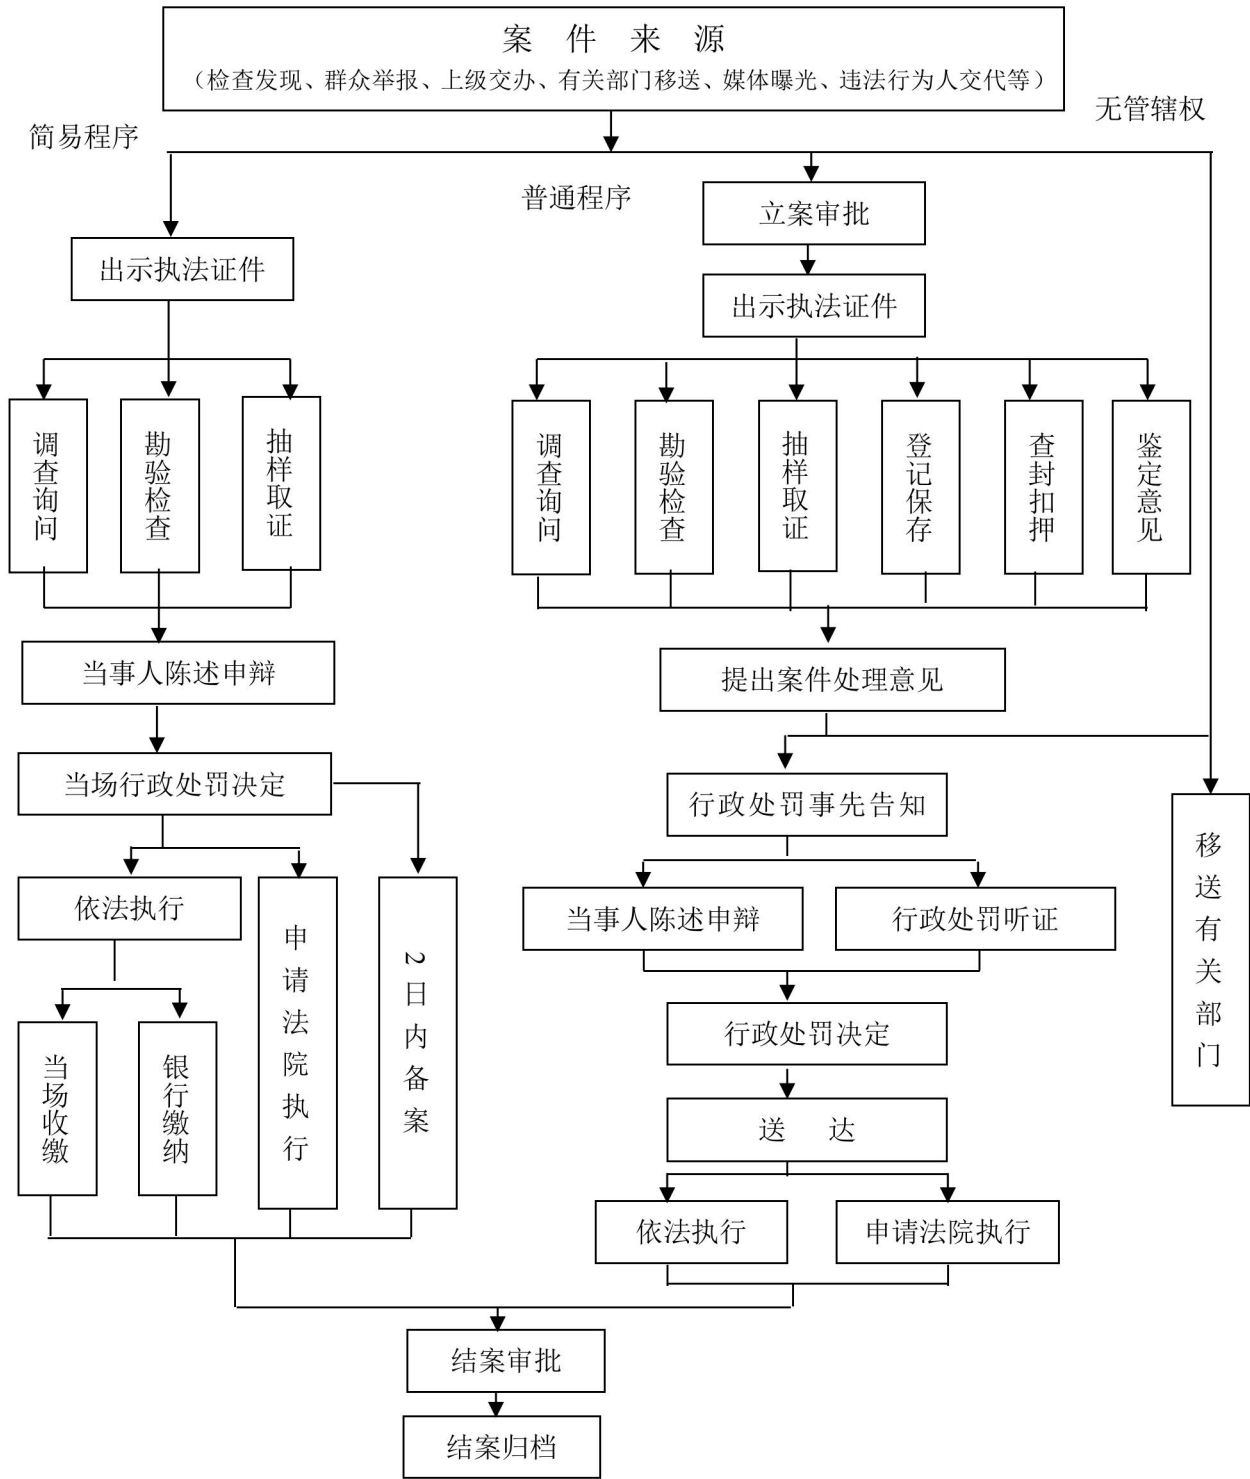 案 件 来 源
（检查发现、群众举报、上级交办、有关部门移送、媒体曝光、违法行为人交代等）
无管辖权
简易程序
普通程序
立案审批
出示执法证件
出示执法证件
调查询问
勘验检查
抽样取证
调查询问
勘验检查
抽样取证
登记保存
查封扣押
鉴定意见
当事人陈述申辩
提出案件处理意见
当场行政处罚决定
行政处罚事先告知
移送有关部门
依法执行
申请法院执行
2日内备案
当事人陈述申辩
行政处罚听证
行政处罚决定
当场收缴
银行缴纳
送 达
依法执行
申请法院执行
结案审批
结案归档